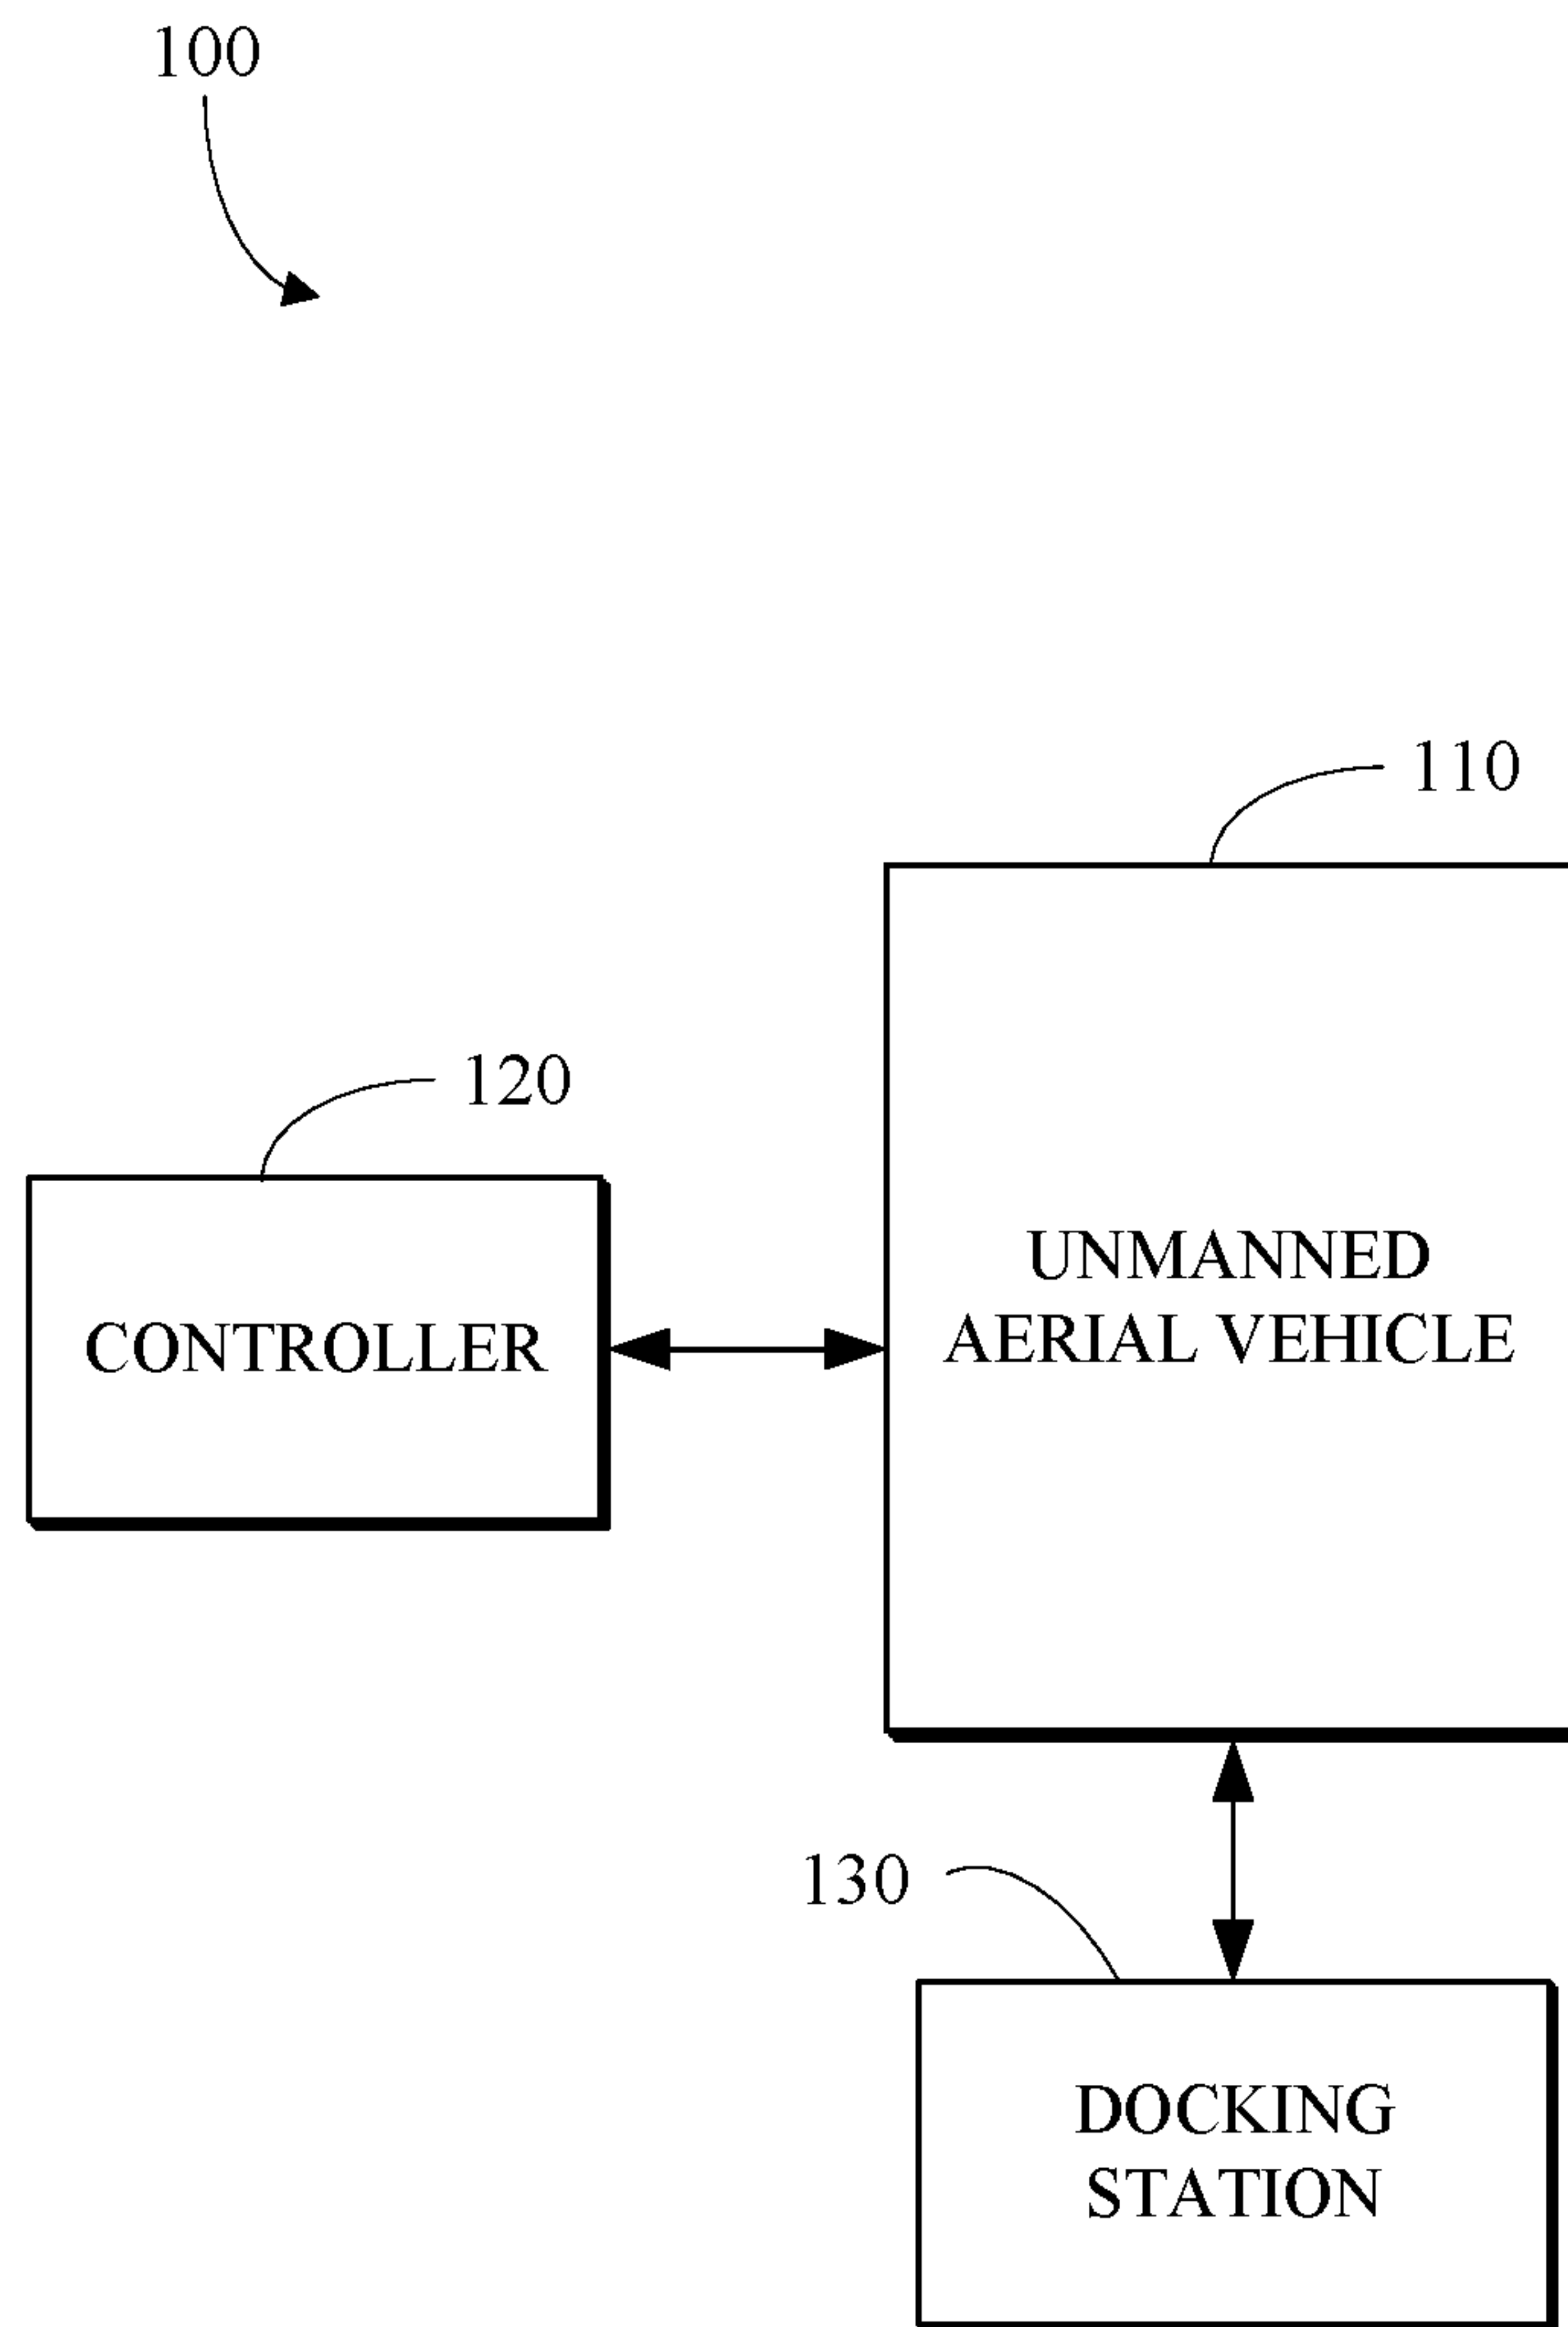 100
110
120
UNMANNED
AERIAL VEHICLE
CONTROLLER
130
DOCKING
STATION